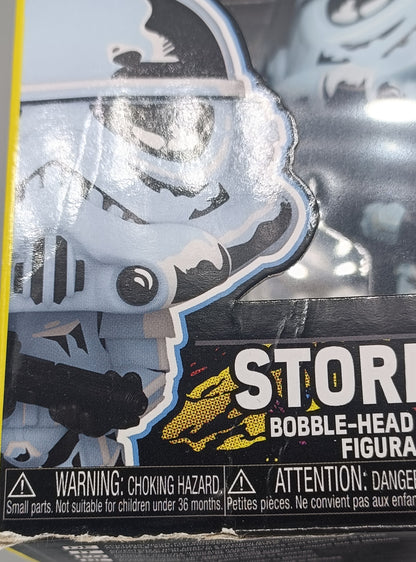 STOR
BOBBLE-HEAD
FIGURA
WARNING: CHOKING HAZARD.
Small parts. Not suitable for children under 36 months.
ATTENTION: DANGE
Petites pièces. Ne convient pas aux enfan